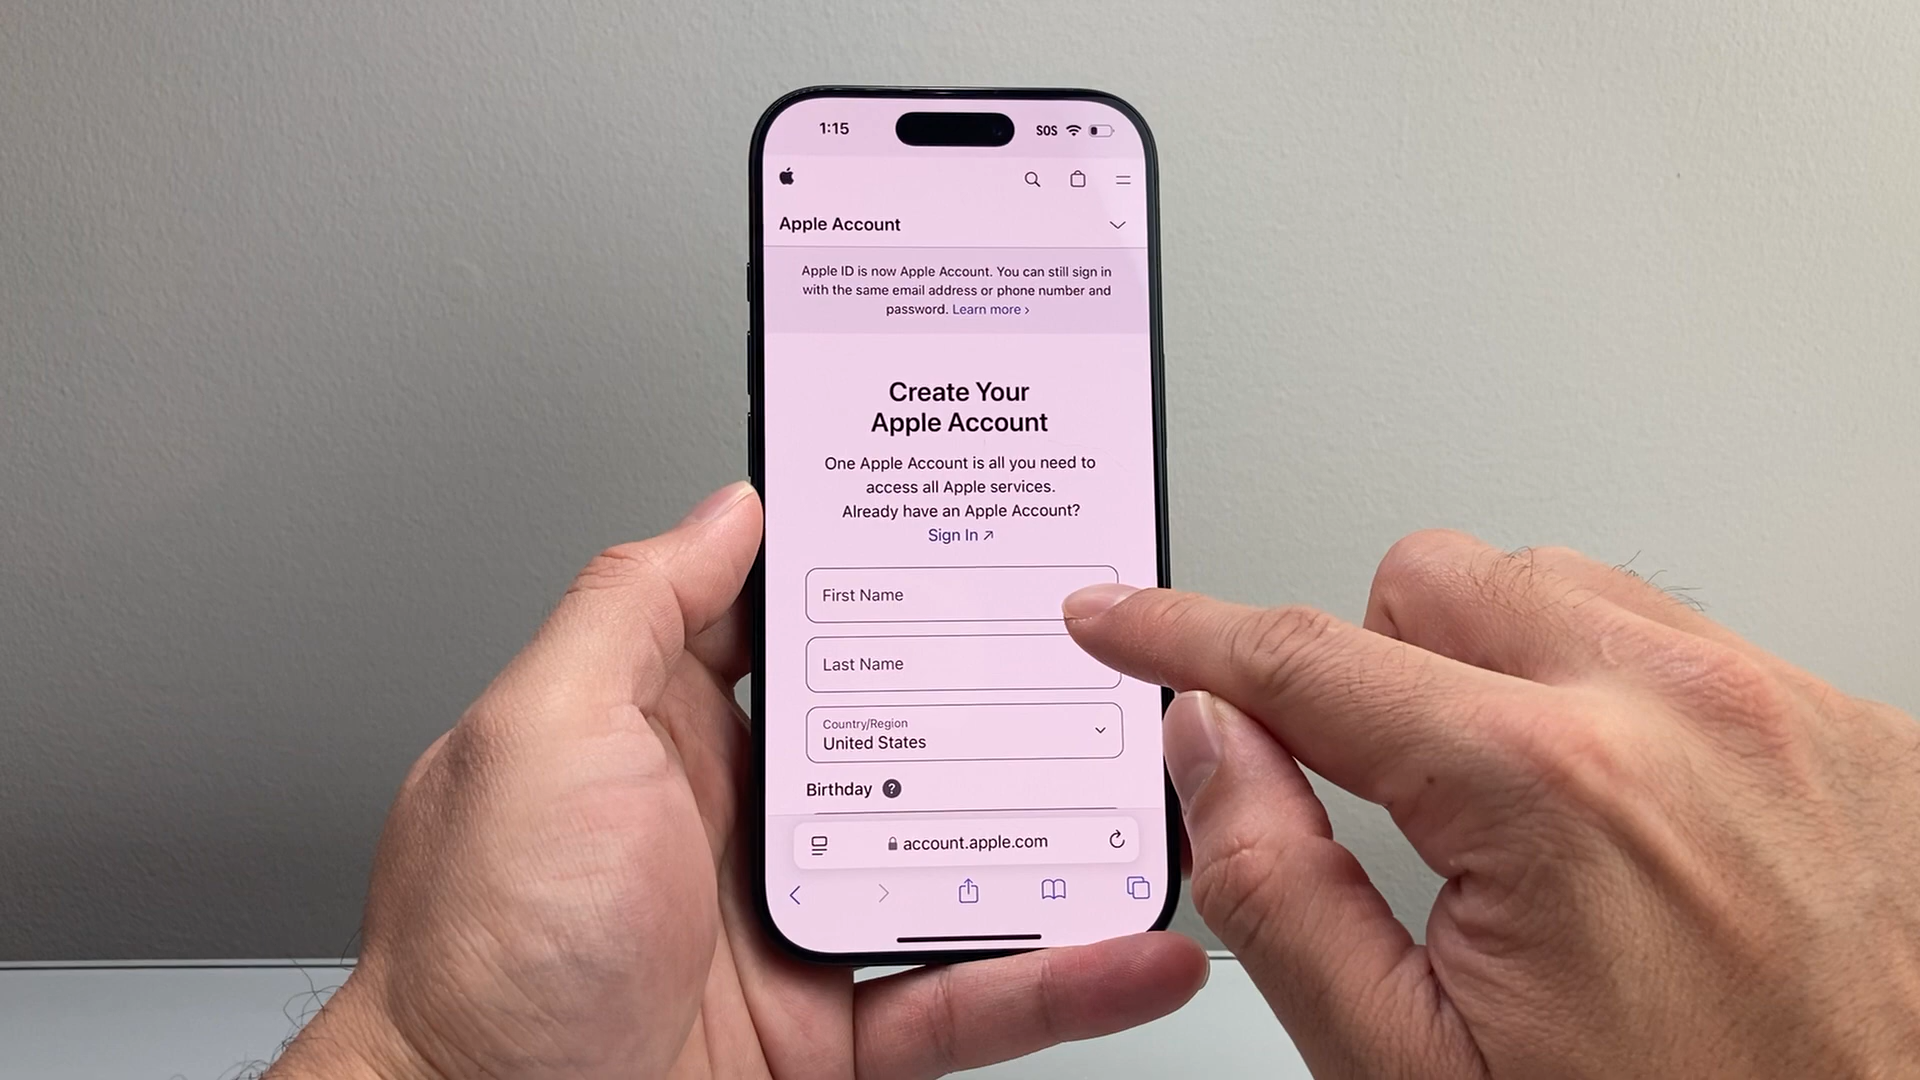 1:15
SOS
Apple Account
Apple ID is now Apple Account. You can still sign in
with the same email address or phone number and
password. Learn more ›
Create Your
Apple Account
One Apple Account is all you need to
access all Apple services.
Already have an Apple Account?
Sign In ↗
First Name
Last Name
Country/Region
United States
Birthday ?
account.apple.com